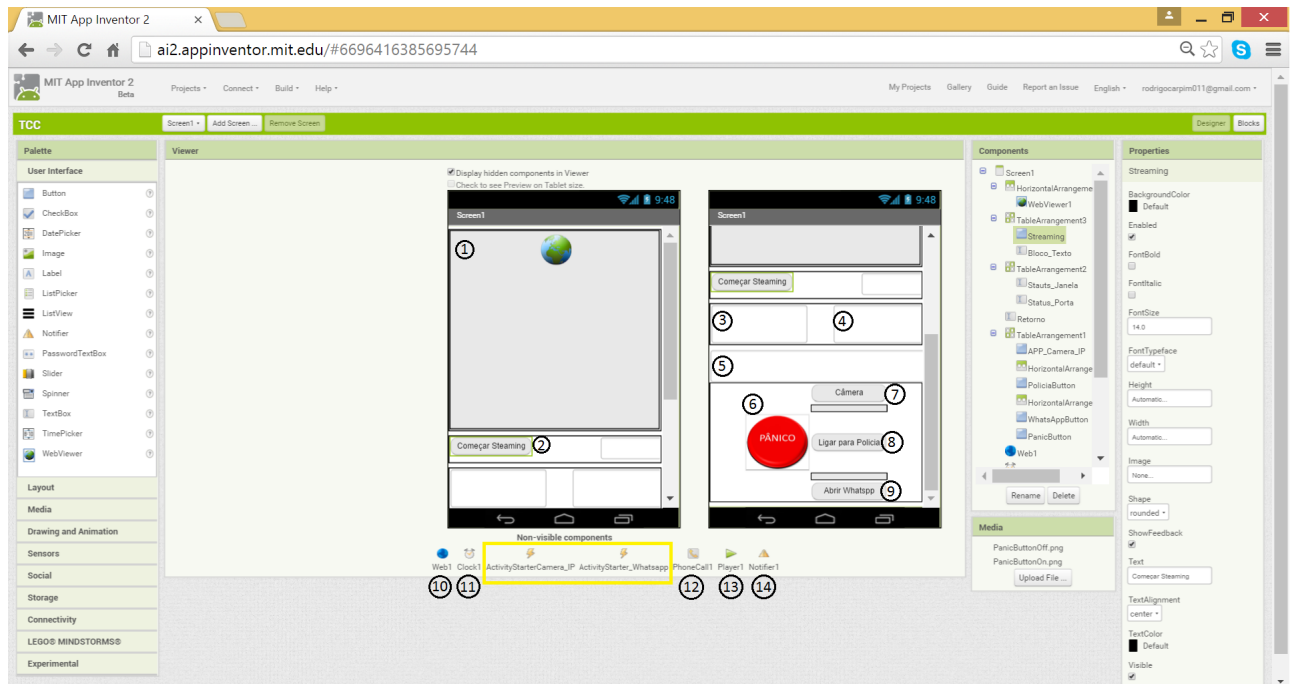 MIT App Inventor 2
ai2.appinventor.mit.edu/#6696416385695744
MIT App Inventor 2
Beta
Projects Connect Build Help
My Projects Gallery Guide Report an Issue English rodrigocarpim011@gmail.com
TCC
Screen1 Add Screen ... Remove Screen
Designer Blocks
Palette
User Interface
Button
CheckBox
DatePicker
Image
Label
ListPicker
ListView
Notifier
PasswordTextBox
Slider
Spinner
TextBox
TimePicker
WebViewer
Layout
Media
Drawing and Animation
Sensors
Social
Storage
Connectivity
LEGO® MINDSTORMS®
Experimental
Viewer
Display hidden components in Viewer
Check to see Preview on Tablet size.
9:48
Screen1
1
Começar Steaming 2
9:48
Screen1
Começar Steaming
3 4
5
Câmera 7
6
PÂNICO
Ligar para Policia 8
Abrir Whatspp 9
Non-visible components
Web1 Clock1 ActivityStarterCamera_IP ActivityStarter_Whatsapp PhoneCall1 Player1 Notifier1
10 11 12 13 14
Components
Screen1
HorizontalArrangeme
WebViewer1
TableArrangement3
Streaming
Bloco_Texto
TableArrangement2
Stauts_Janela
Status_Porta
Retorno
TableArrangement1
APP_Camera_IP
HorizontalArrange
PoliciaButton
HorizontalArrange
WhatsAppButton
PanicButton
Web1
Rename Delete
Media
PanicButtonOff.png
PanicButtonOn.png
Upload File ...
Properties
Streaming
BackgroundColor
Default
Enabled
FontBold
FontItalic
FontSize
14.0
FontTypeface
default
Height
Automatic...
Width
Automatic...
Image
None...
Shape
rounded
ShowFeedback
Text
Começar Steaming
TextAlignment
center
TextColor
Default
Visible